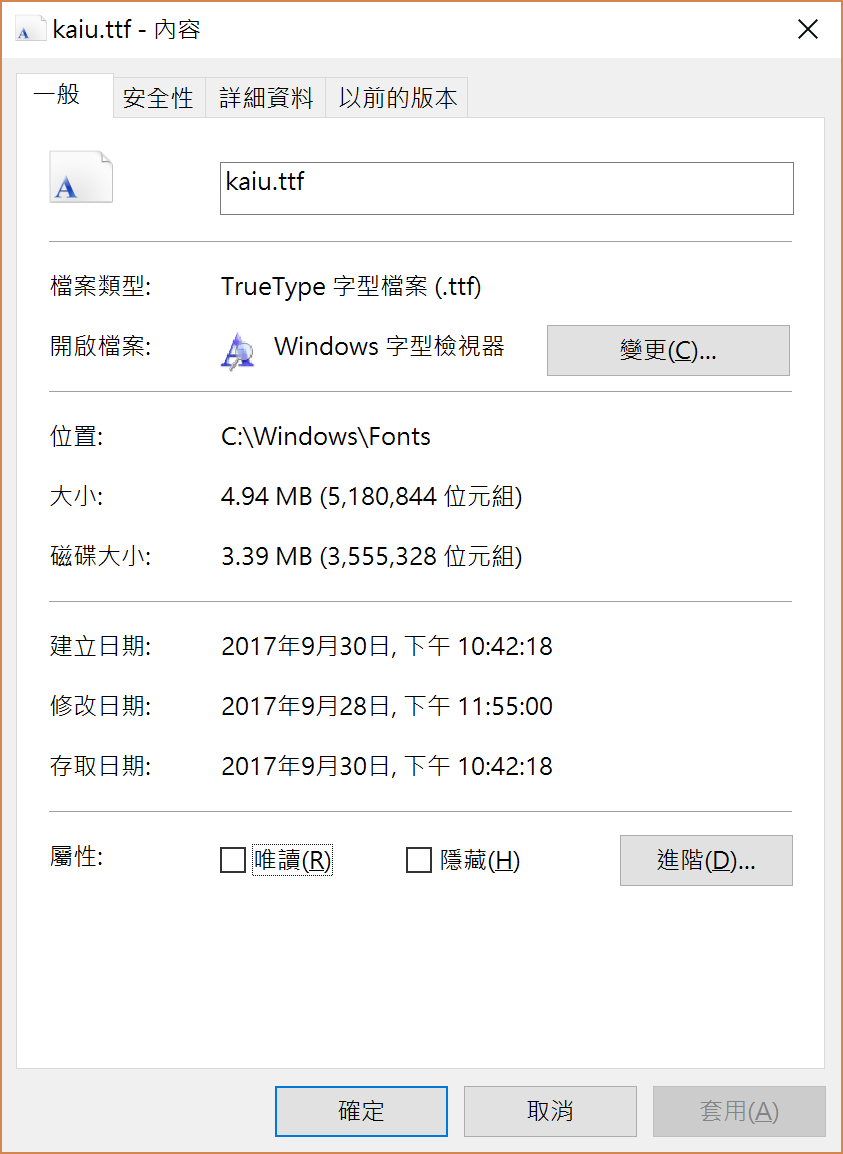 kaiu.ttf - 內容
一般 安全性 詳細資料 以前的版本
kaiu.ttf
檔案類型: TrueType 字型檔案 (.ttf)
開啟檔案: Windows 字型檢視器 變更(C)...
位置: C:\Windows\Fonts
大小: 4.94 MB (5,180,844 位元組)
磁碟大小: 3.39 MB (3,555,328 位元組)
建立日期: 2017年9月30日, 下午 10:42:18
修改日期: 2017年9月28日, 下午 11:55:00
存取日期: 2017年9月30日, 下午 10:42:18
屬性: 唯讀(R) 隱藏(H) 進階(D)...
確定 取消 套用(A)